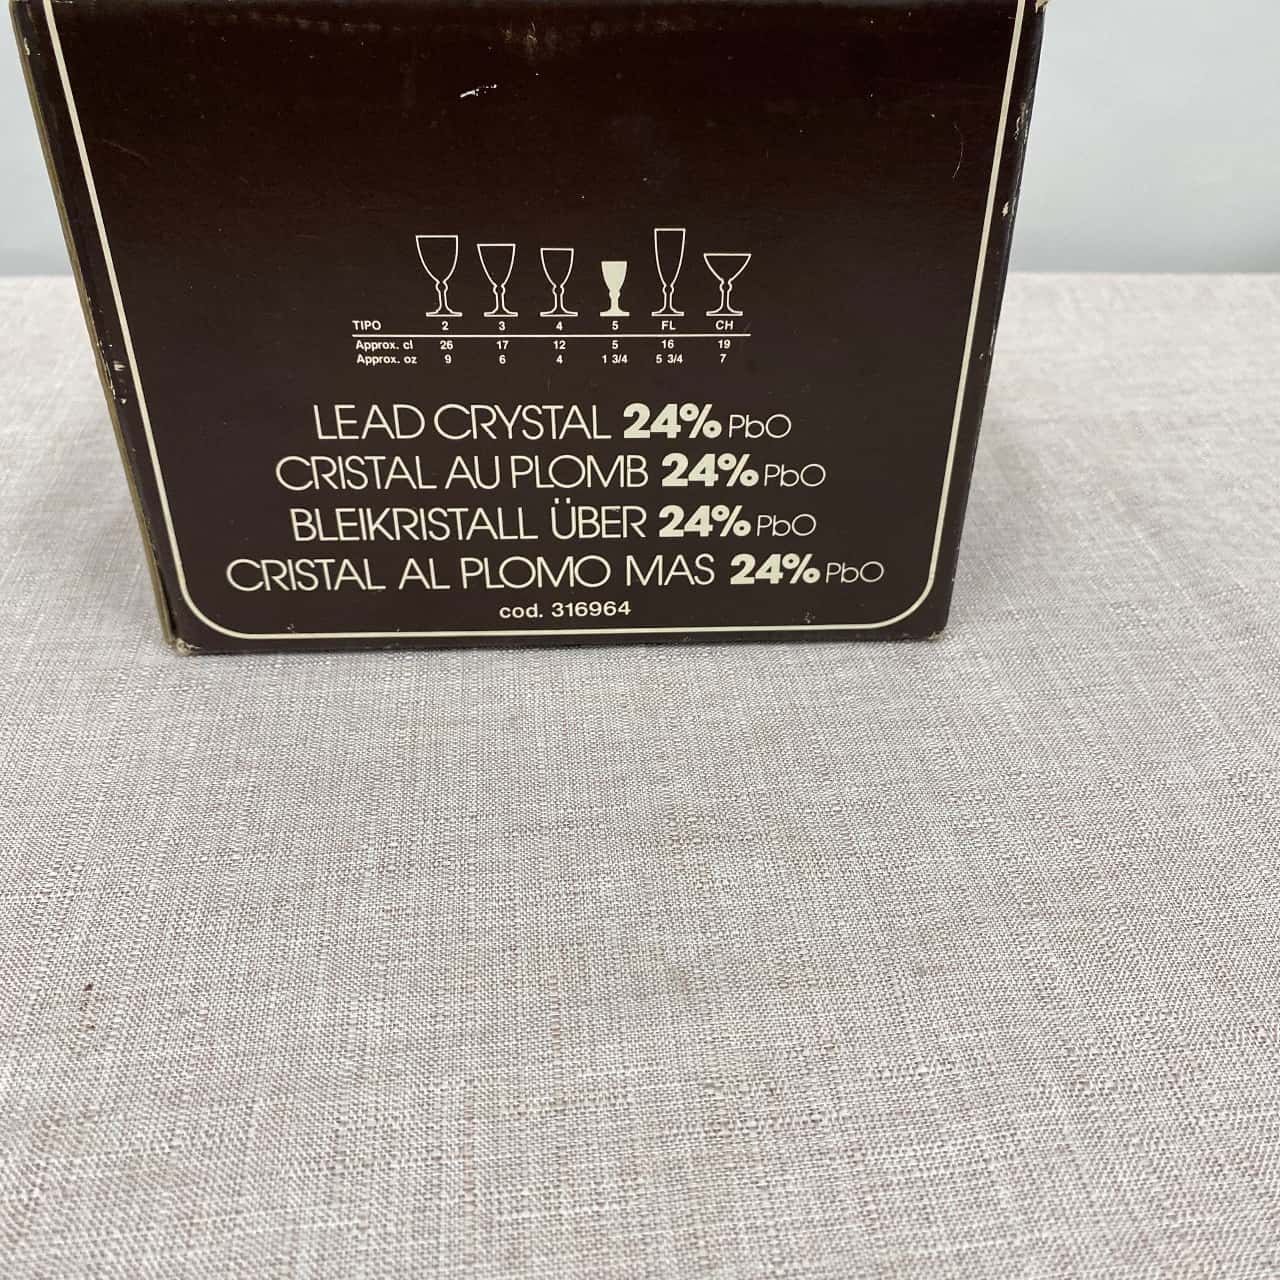 TIPO 2 3 4 5 FL CH
Approx. cl 26 17 12 5 16 19
Approx. oz 9 6 4 1 3/4 5 3/4 7
LEAD CRYSTAL 24% PbO
CRISTAL AU PLOMB 24% PbO
BLEIKRISTALL ÜBER 24% PbO
CRISTAL AL PLOMO MAS 24% PbO
cod. 316964